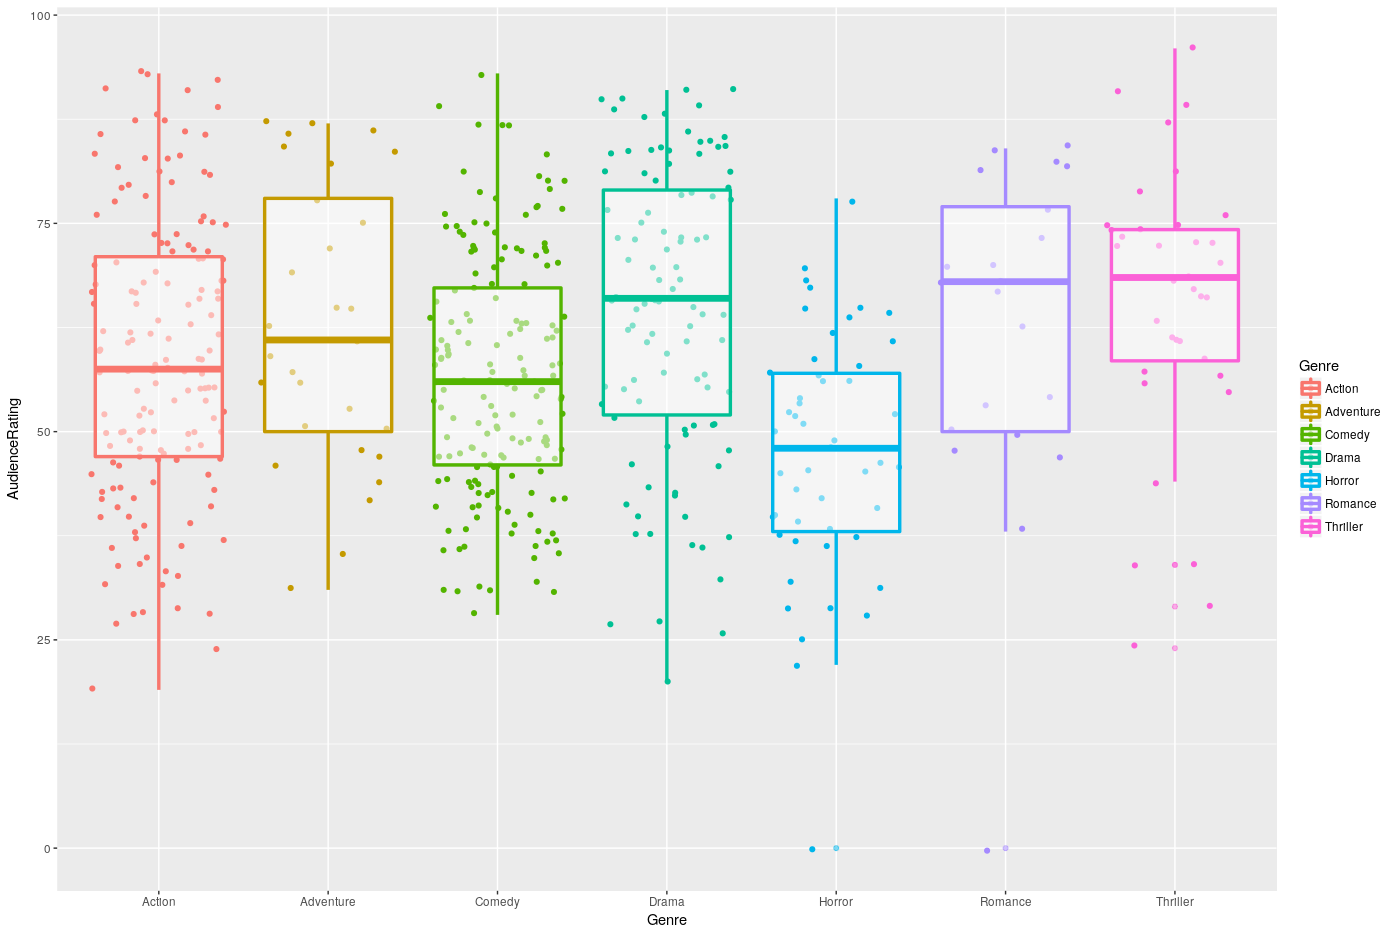 100
75
50
25
0
AudienceRating
Action
Adventure
Comedy
Drama
Horror
Romance
Thriller
Genre
Genre
Action
Adventure
Comedy
Drama
Horror
Romance
Thriller